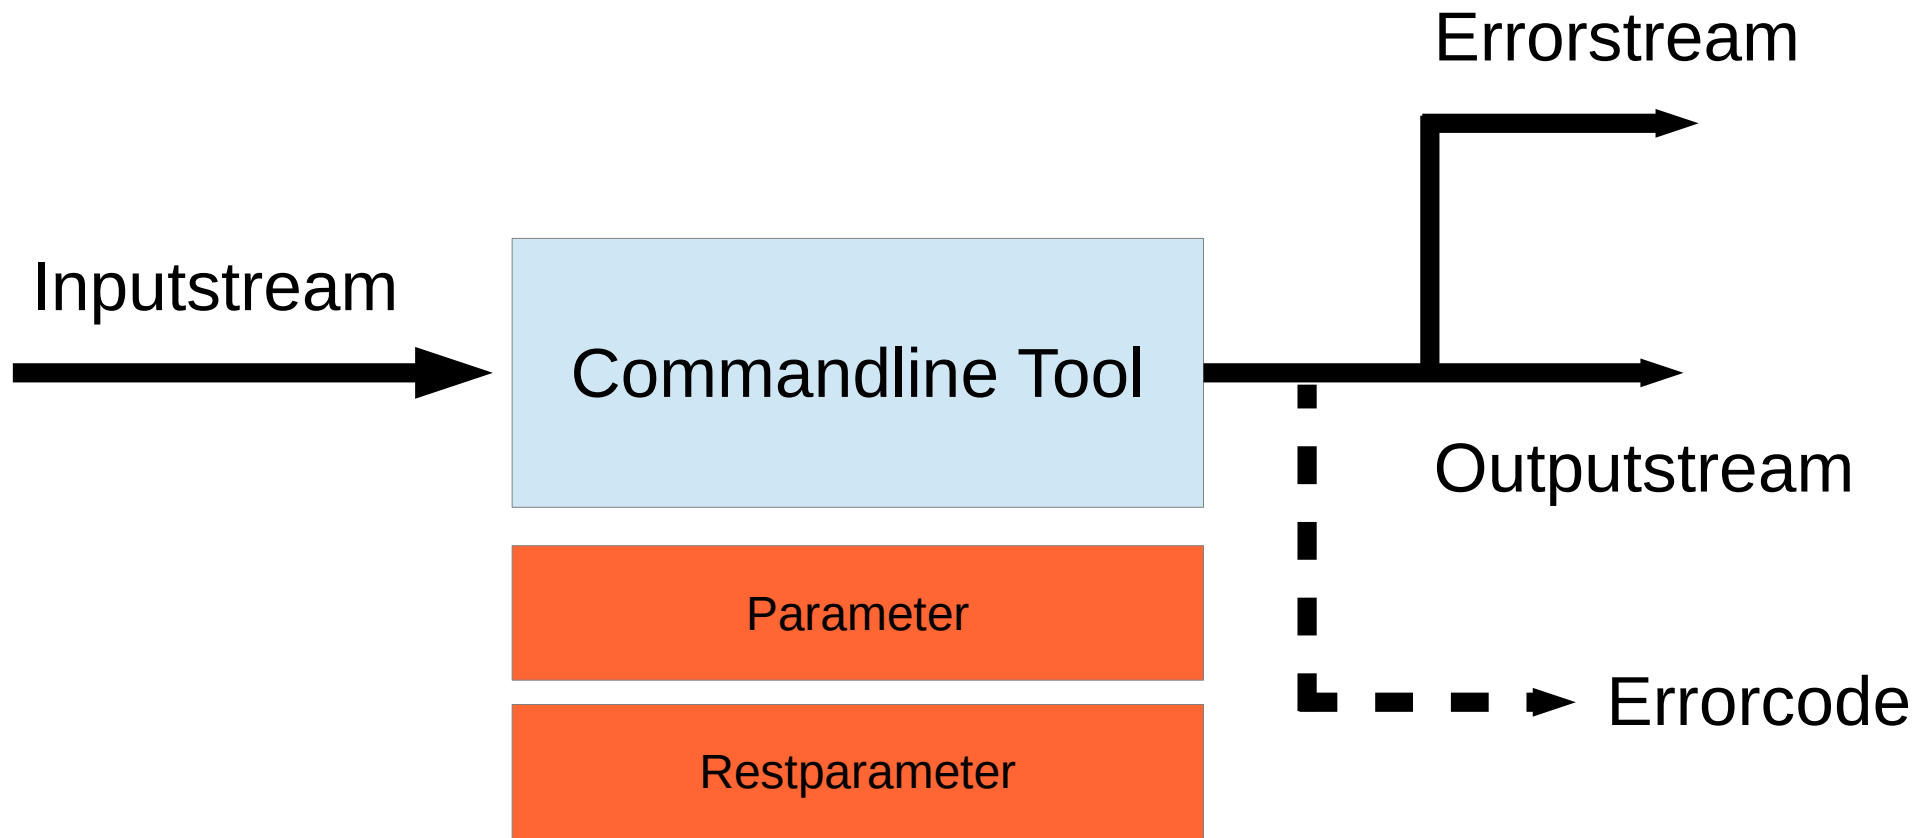 Errorstream
Inputstream
Commandline Tool
Outputstream
Parameter
Errorcode
Restparameter